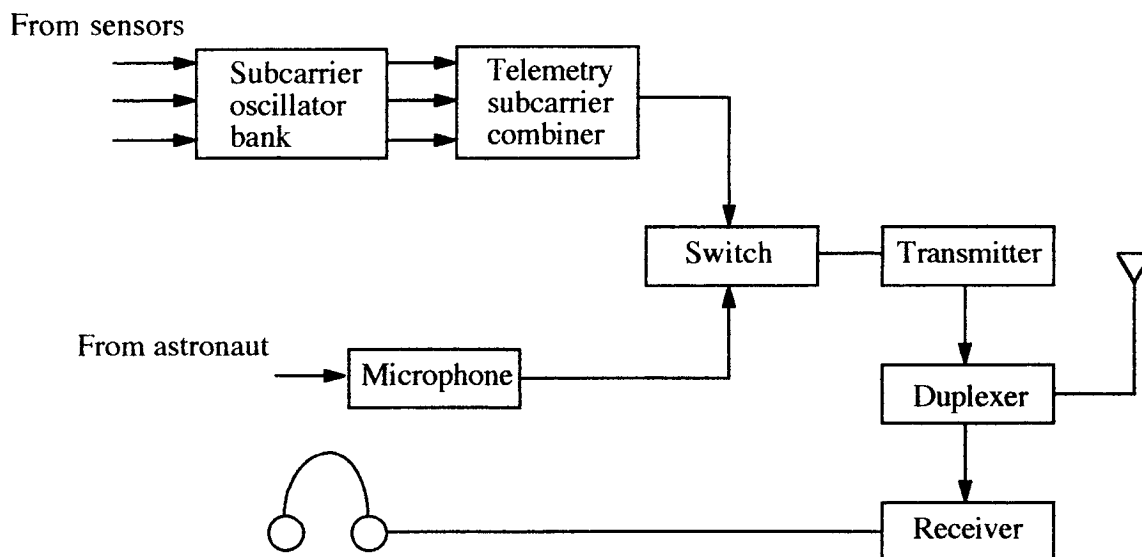 From sensors
Subcarrier
oscillator
bank
Telemetry
subcarrier
combiner
Switch
Transmitter
From astronaut
Microphone
Duplexer
Receiver